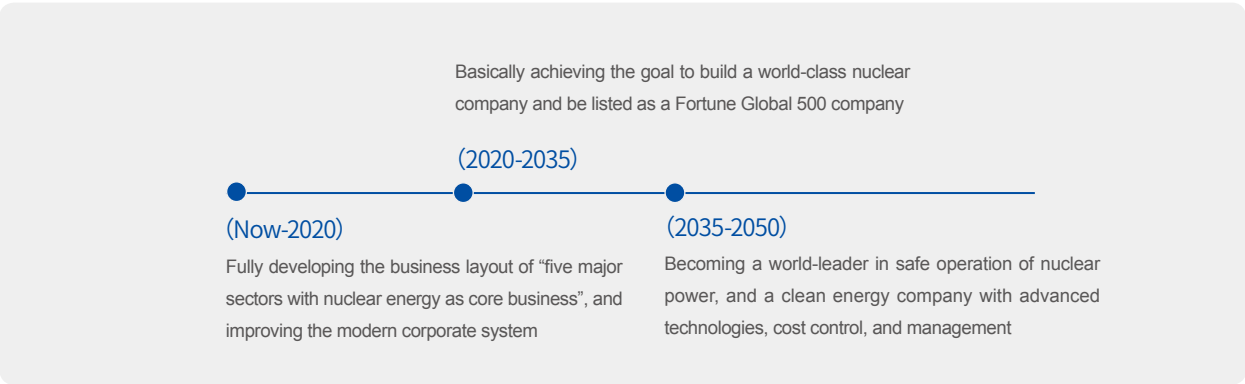 Basically achieving the goal to build a world-class nuclear
company and be listed as a Fortune Global 500 company
(2020-2035)
(Now-2020)
Fully developing the business layout of “five major
sectors with nuclear energy as core business”, and
improving the modern corporate system
(2035-2050)
Becoming a world-leader in safe operation of nuclear
power, and a clean energy company with advanced
technologies, cost control, and management